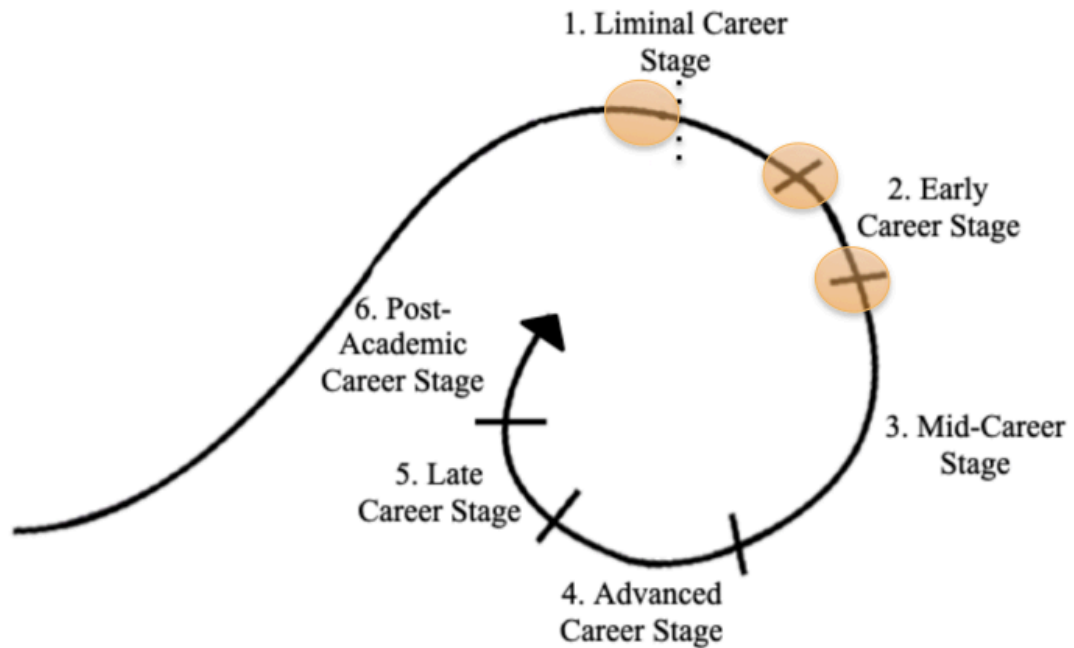 1. Liminal Career
Stage
2. Early
Career Stage
3. Mid-Career
Stage
4. Advanced
Career Stage
5. Late
Career Stage
6. Post-
Academic
Career Stage